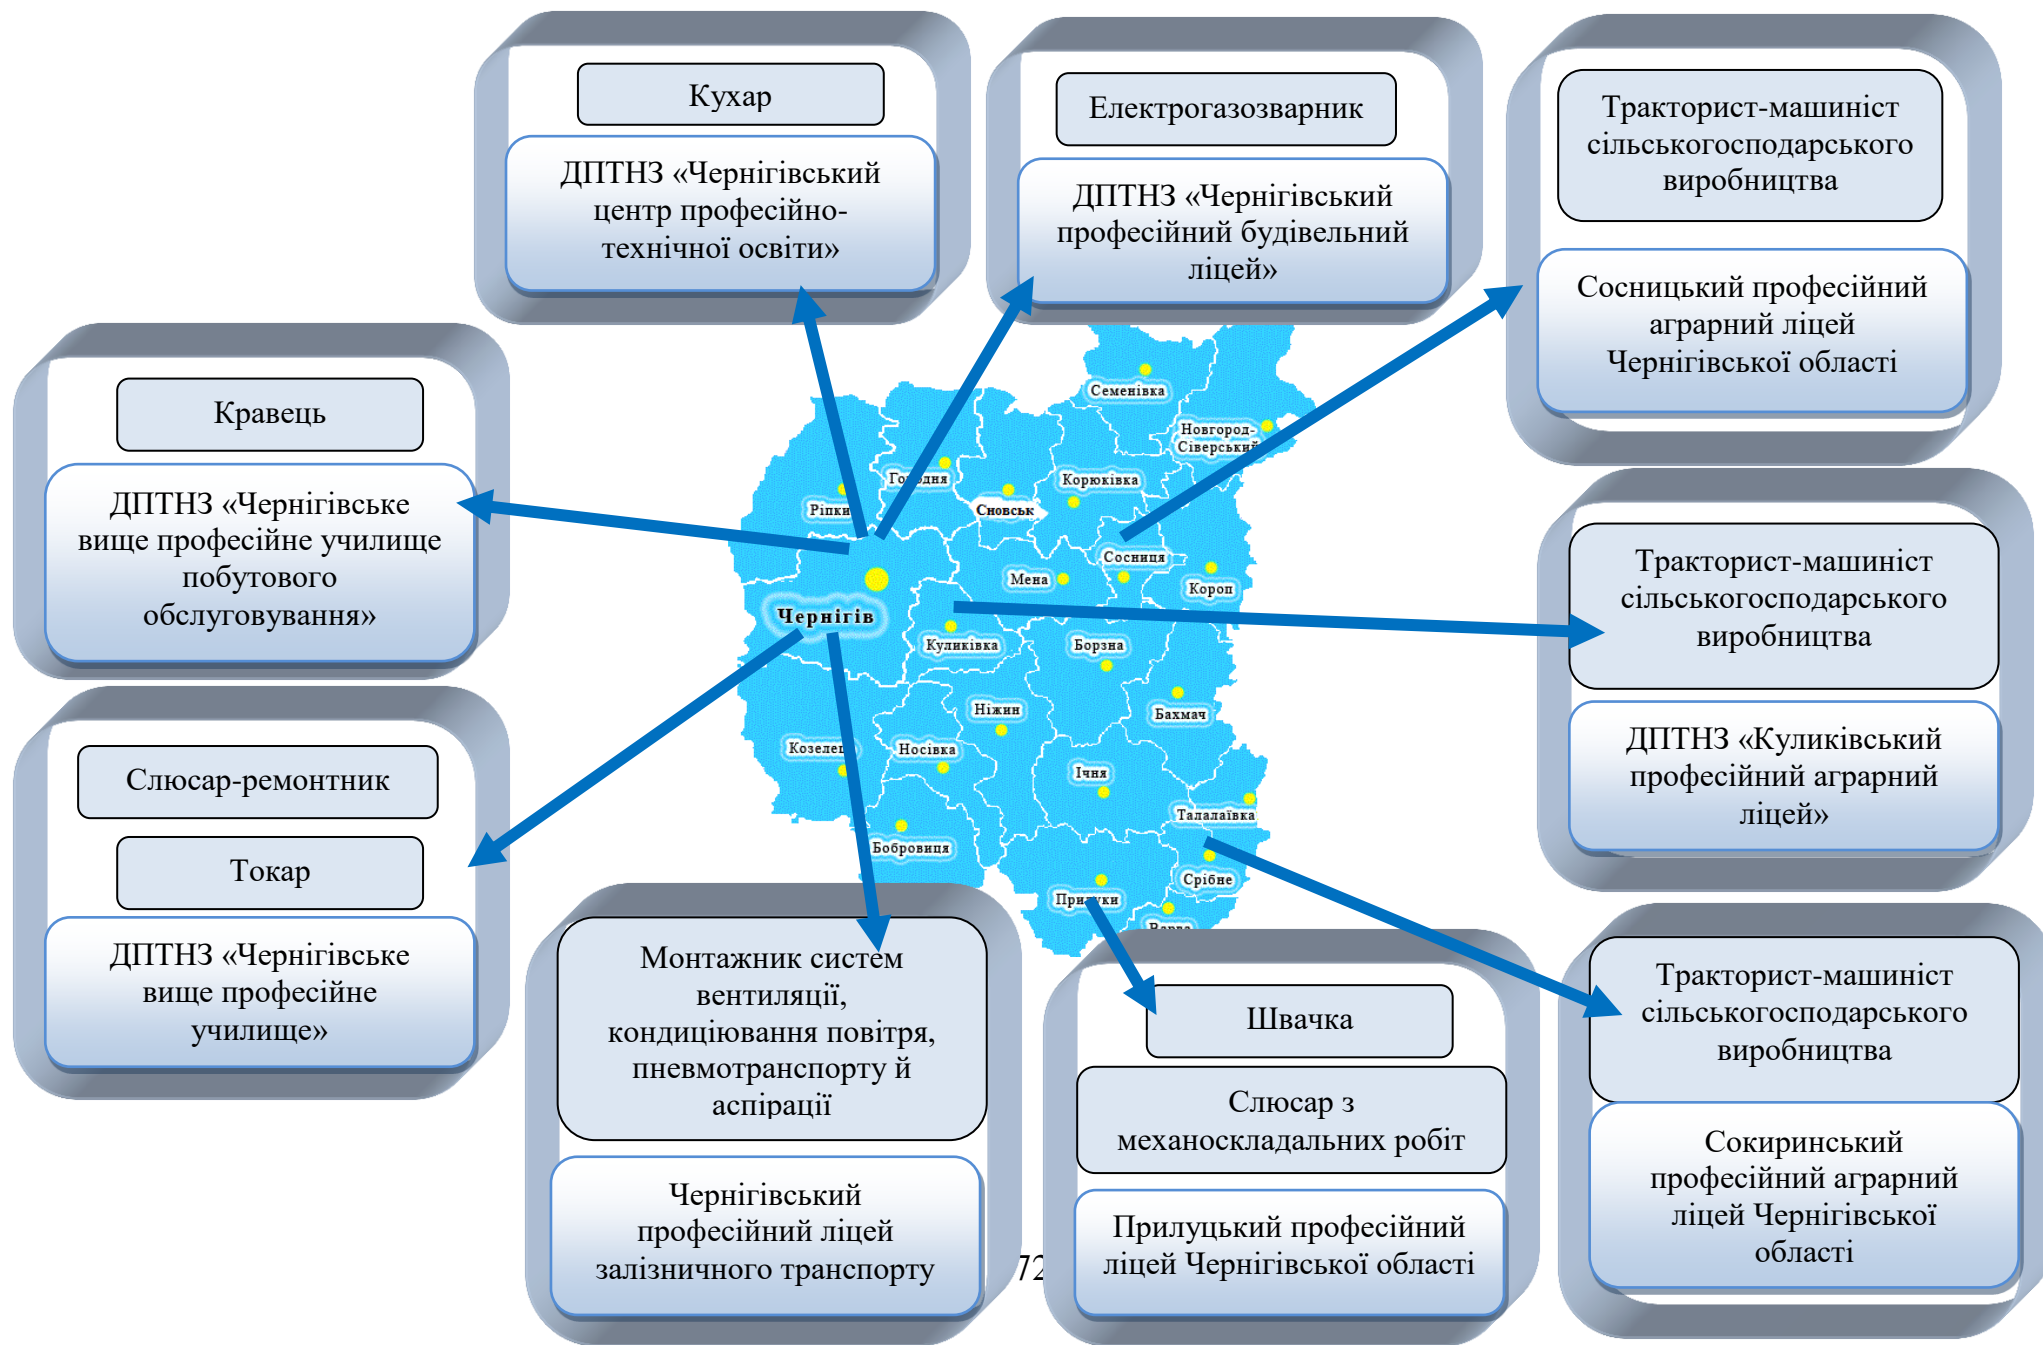 Кухар
ДПТНЗ «Чернігівський
центр професійно-
технічної освіти»
Електрогазозварник
ДПТНЗ «Чернігівський
професійний будівельний
ліцей»
Тракторист-машиніст
сільськогосподарського
виробництва
Сосницький професійний
аграрний ліцей
Чернігівської області
Кравець
ДПТНЗ «Чернігівське
вище професійне училище
побутового
обслуговування»
Семенівка
Новгород-
Сіверський
Городня
Корюківка
Ріпки
Сновськ
Сосниця
Мена
Короп
Чернігів
Куликівка
Борзна
Ніжин
Бахмач
Козелець
Носівка
Ічня
Талалаївка
Бобровиця
Срібне
Прилуки
Варва
Тракторист-машиніст
сільськогосподарського
виробництва
ДПТНЗ «Куликівський
професійний аграрний
ліцей»
Слюсар-ремонтник
Токар
ДПТНЗ «Чернігівське
вище професійне
училище»
Монтажник систем
вентиляції,
кондиціювання повітря,
пневмотранспорту й
аспірації
Чернігівський
професійний ліцей
залізничного транспорту
72
Швачка
Слюсар з
механоскладальних робіт
Прилуцький професійний
ліцей Чернігівської області
Тракторист-машиніст
сільськогосподарського
виробництва
Сокиринський
професійний аграрний
ліцей Чернігівської
області